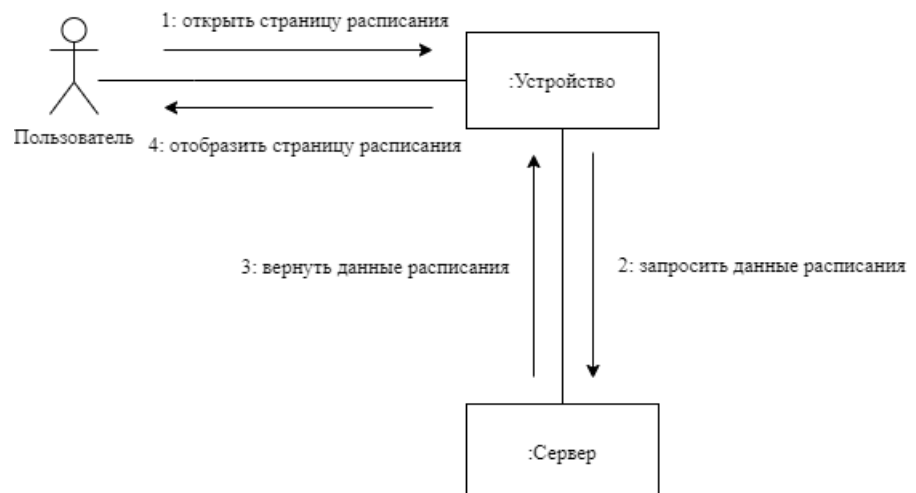 1: открыть страницу расписания
:Устройство
Пользователь
4: отобразить страницу расписания
3: вернуть данные расписания
2: запросить данные расписания
:Сервер